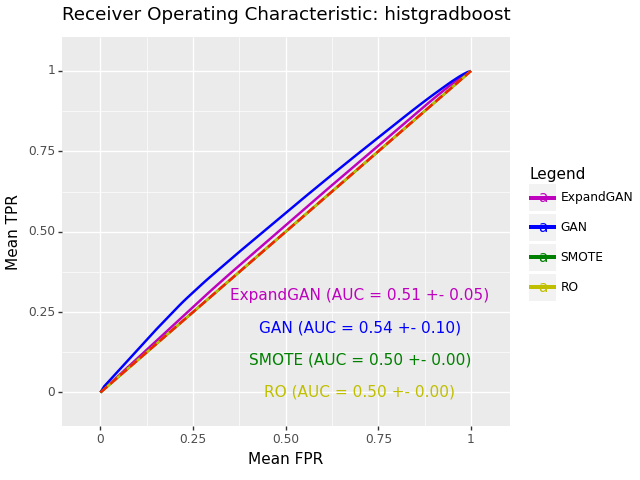 Receiver Operating Characteristic: histgradboost
Mean TPR
1
0.75
0.50
0.25
0
ExpandGAN (AUC = 0.51 +- 0.05)
GAN (AUC = 0.54 +- 0.10)
SMOTE (AUC = 0.50 +- 0.00)
RO (AUC = 0.50 +- 0.00)
0 0.25 0.50 0.75 1
Mean FPR
Legend
a ExpandGAN
a GAN
a SMOTE
a RO